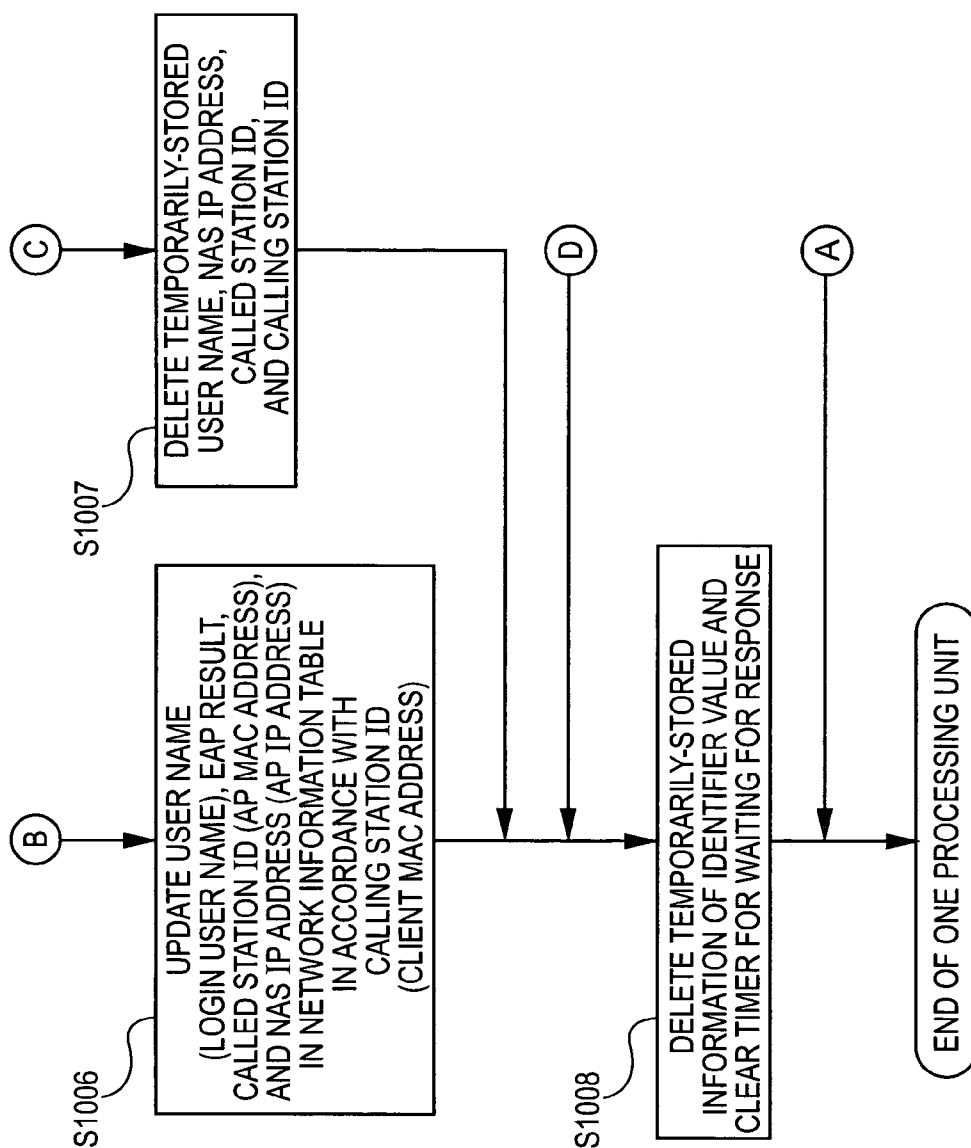 B
S1006
UPDATE USER NAME
(LOGIN USER NAME), EAP RESULT,
CALLED STATION ID (AP MAC ADDRESS),
AND NAS IP ADDRESS (AP IP ADDRESS)
IN NETWORK INFORMATION TABLE
IN ACCORDANCE WITH
CALLING STATION ID
(CLIENT MAC ADDRESS)
C
S1007
DELETE TEMPORARILY-STORED
USER NAME, NAS IP ADDRESS,
CALLED STATION ID,
AND CALLING STATION ID
D
S1008
DELETE TEMPORARILY-STORED
INFORMATION OF IDENTIFIER VALUE AND
CLEAR TIMER FOR WAITING FOR RESPONSE
A
END OF ONE PROCESSING UNIT